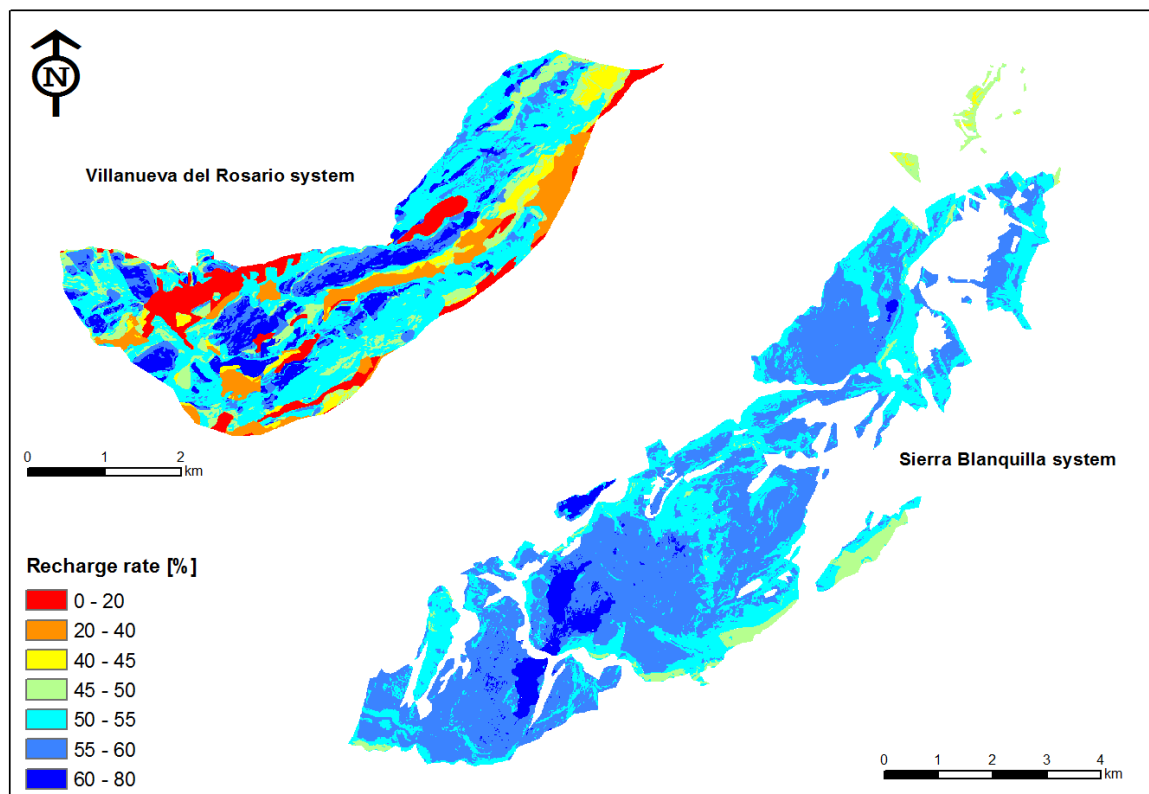 N
Villanueva del Rosario system
0 1 2
km
Sierra Blanquilla system
Recharge rate [%]
0 - 20
20 - 40
40 - 45
45 - 50
50 - 55
55 - 60
60 - 80
0 1 2 3 4
km